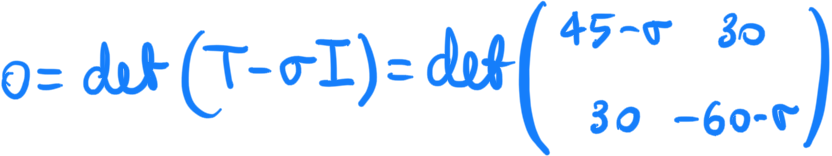 0 = det (T - σI) = det ( 45-σ 30
30 -60-σ )